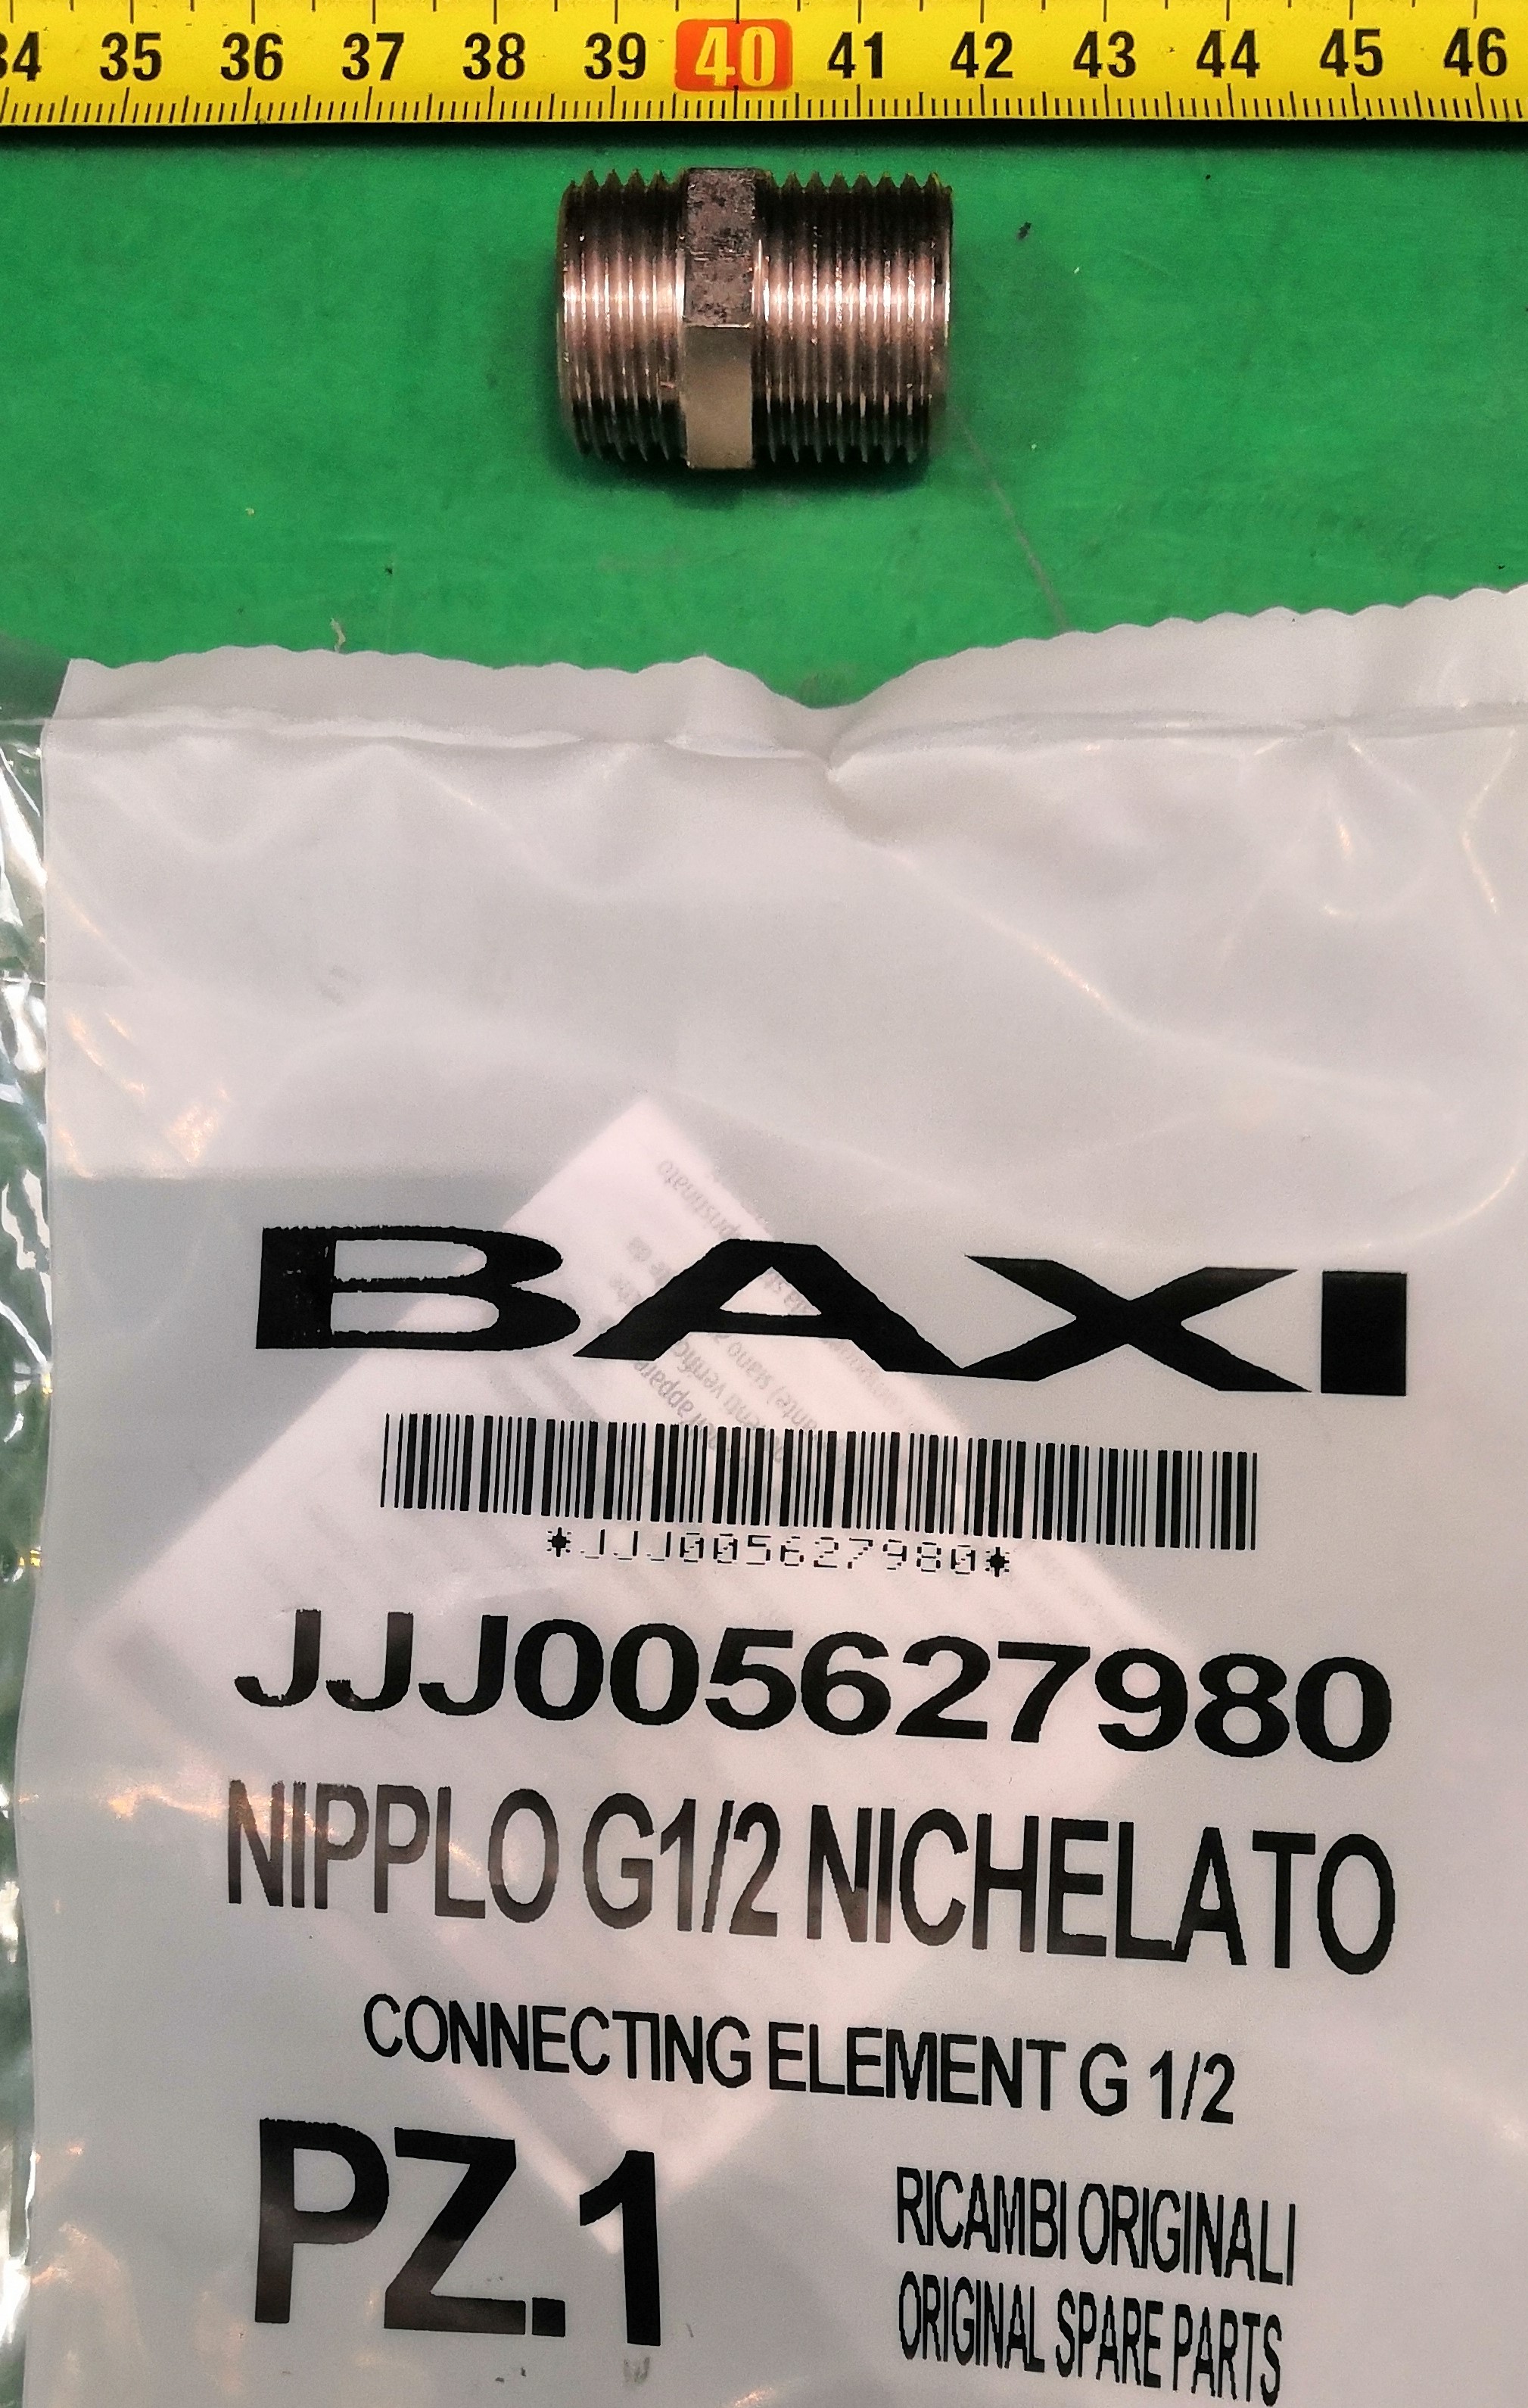 34 35 36 37 38 39 40 41 42 43 44 45 46
BAXI
*JJJ005627980*
JJJ005627980
NIPPLO G1/2 NICHELATO
CONNECTING ELEMENT G 1/2
PZ.1
RICAMBI ORIGINALI
ORIGINAL SPARE PARTS